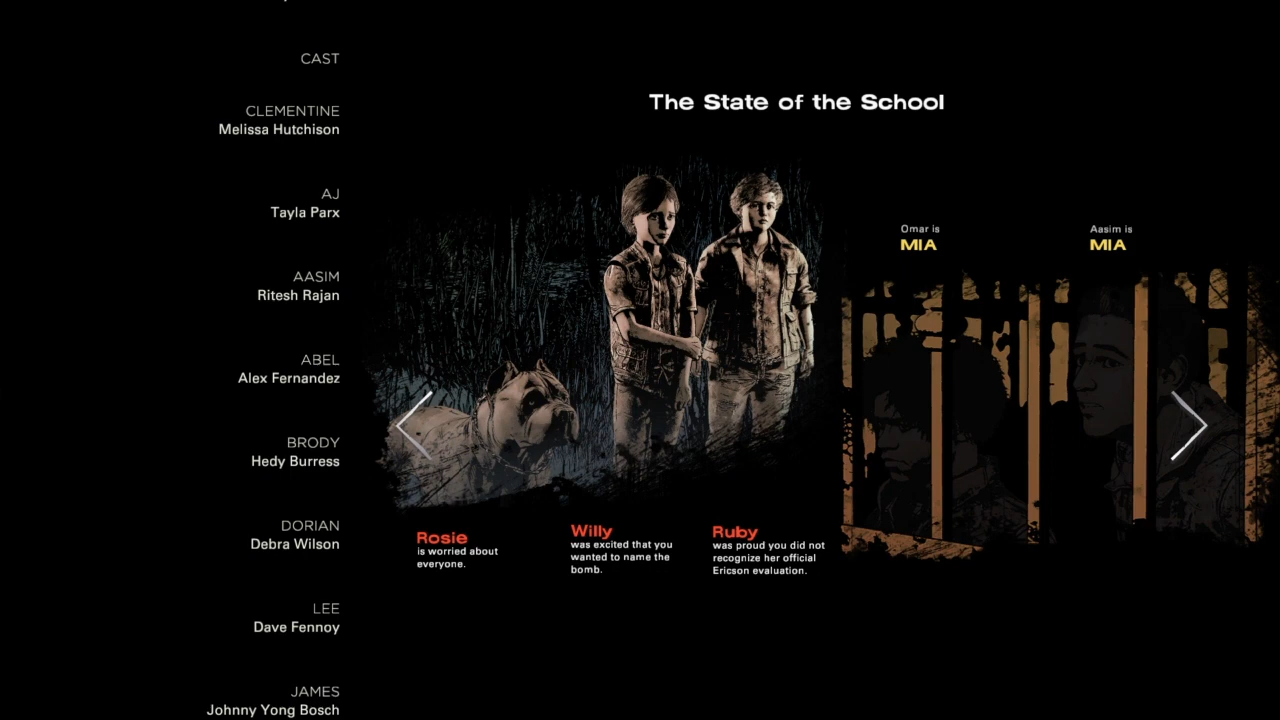 CAST
CLEMENTINE
Melissa Hutchison
AJ
Tayla Parx
AASIM
Ritesh Rajan
ABEL
Alex Fernandez
BRODY
Hedy Burress
DORIAN
Debra Wilson
LEE
Dave Fennoy
JAMES
Johnny Yong Bosch
The State of the School
Omar is
MIA
Aasim is
MIA
Rosie
is worried about
everyone.
Willy
was excited that you
wanted to name the
bomb.
Ruby
was proud you did not
recognize her official
Ericson evaluation.